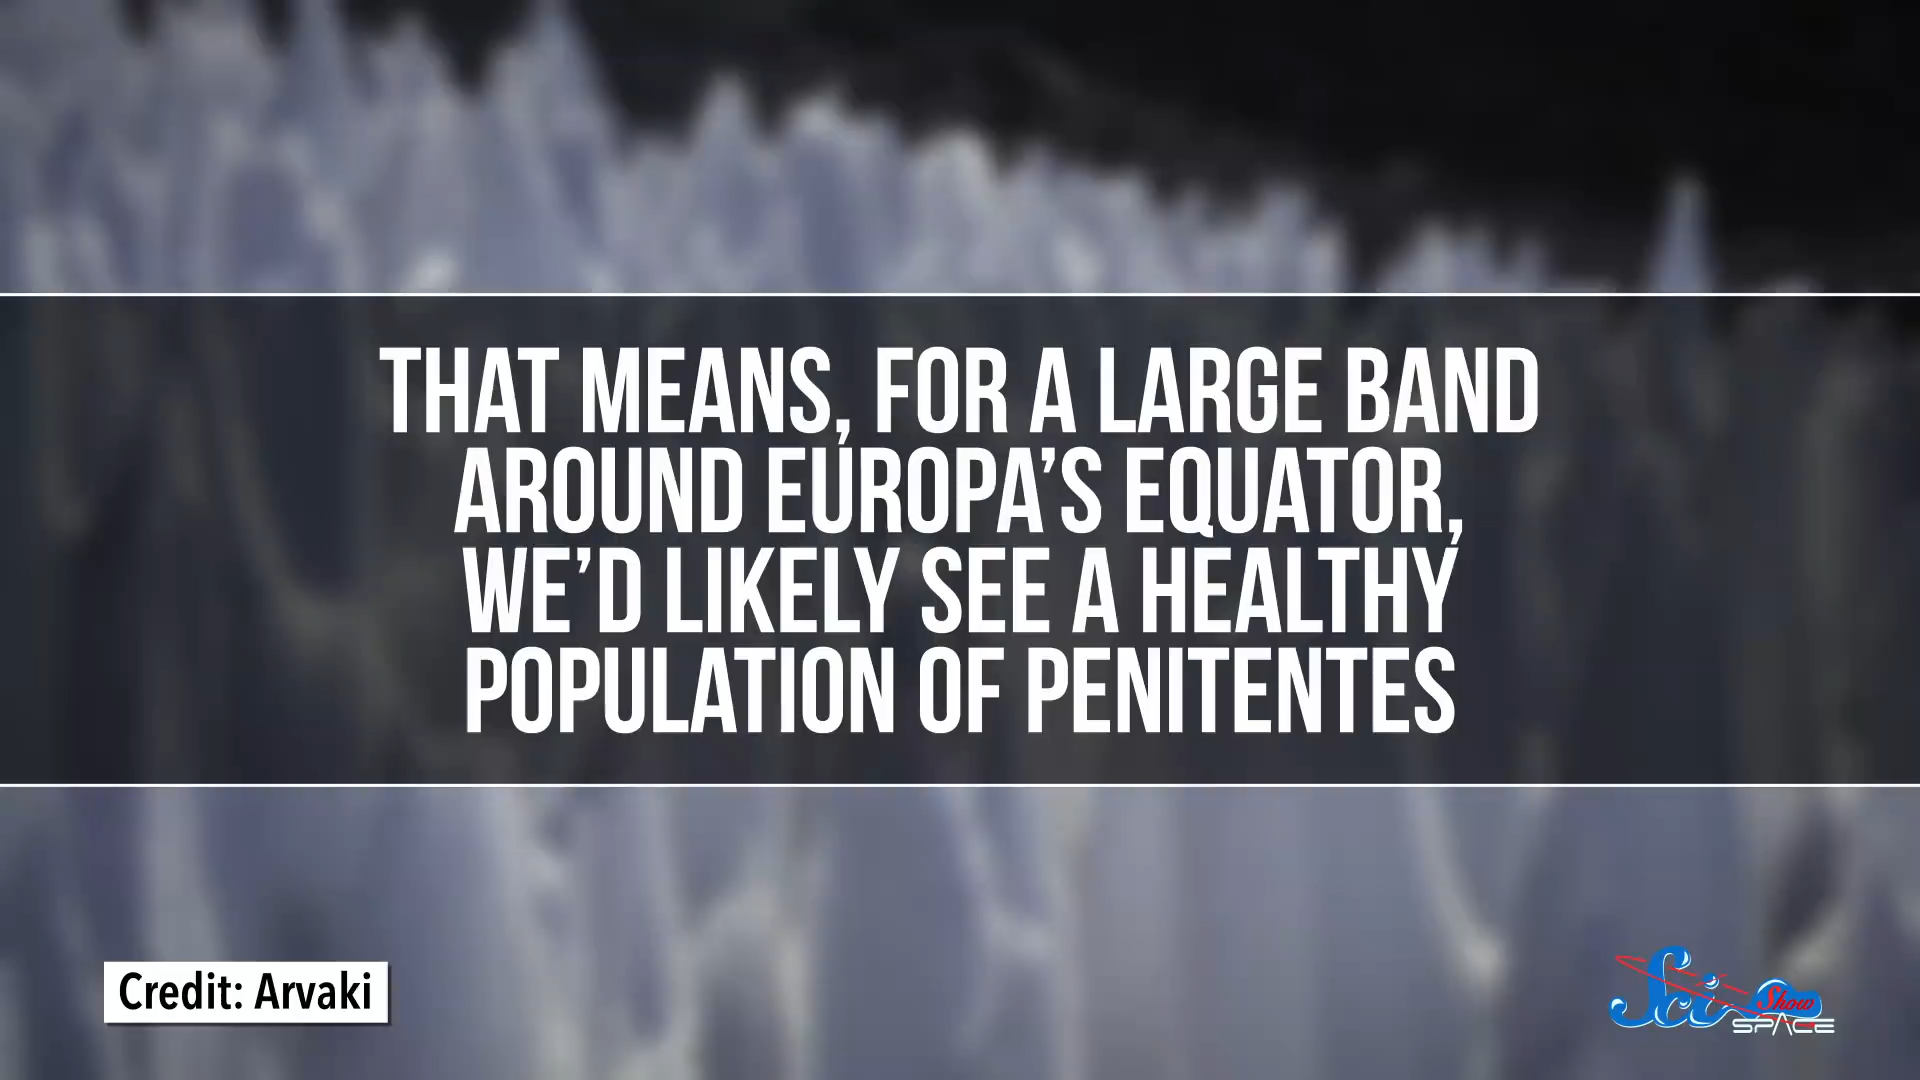 THAT MEANS, FOR A LARGE BAND
AROUND EUROPA’S EQUATOR,
WE’D LIKELY SEE A HEALTHY
POPULATION OF PENITENTES
Credit: Arvaki
Sci Show
SPACE